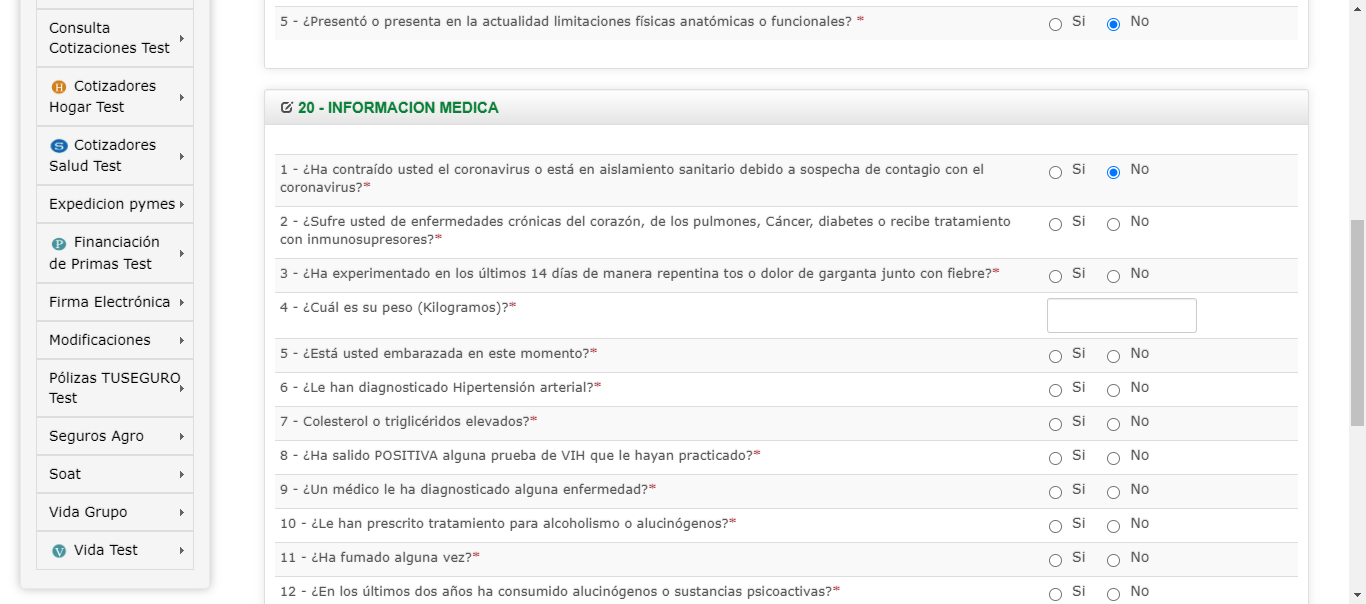 Consulta
Cotizaciones Test
H Cotizadores
Hogar Test
S Cotizadores
Salud Test
Expedicion pymes
P Financiación
de Primas Test
Firma Electrónica
Modificaciones
Pólizas TUSEGURO
Test
Seguros Agro
Soat
Vida Grupo
V Vida Test
5 - ¿Presentó o presenta en la actualidad limitaciones físicas anatómicas o funcionales? * Si No
20 - INFORMACION MEDICA
1 - ¿Ha contraído usted el coronavirus o está en aislamiento sanitario debido a sospecha de contagio con el Si No
coronavirus?*
2 - ¿Sufre usted de enfermedades crónicas del corazón, de los pulmones, Cáncer, diabetes o recibe tratamiento Si No
con inmunosupresores?*
3 - ¿Ha experimentado en los últimos 14 días de manera repentina tos o dolor de garganta junto con fiebre?* Si No
4 - ¿Cuál es su peso (Kilogramos)?*
5 - ¿Está usted embarazada en este momento?* Si No
6 - ¿Le han diagnosticado Hipertensión arterial?* Si No
7 - Colesterol o triglicéridos elevados?* Si No
8 - ¿Ha salido POSITIVA alguna prueba de VIH que le hayan practicado?* Si No
9 - ¿Un médico le ha diagnosticado alguna enfermedad?* Si No
10 - ¿Le han prescrito tratamiento para alcoholismo o alucinógenos?* Si No
11 - ¿Ha fumado alguna vez?* Si No
12 - ¿En los últimos dos años ha consumido alucinógenos o sustancias psicoactivas?* Si No